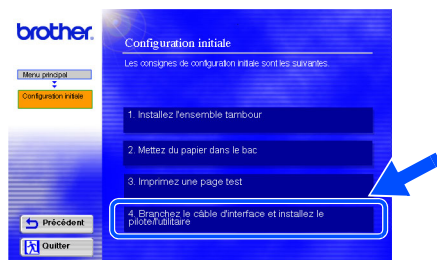 brother.
Menu principal
Configuration initiale
Configuration initiale
Les consignes de configuration initiale sont les suivantes.
1. Installez l'ensemble tambour
2. Mettez du papier dans le bac
3. Imprimez une page test
4. Branchez le câble d'interface et installez le
pilote/l'utilitaire
Précédent
Quitter